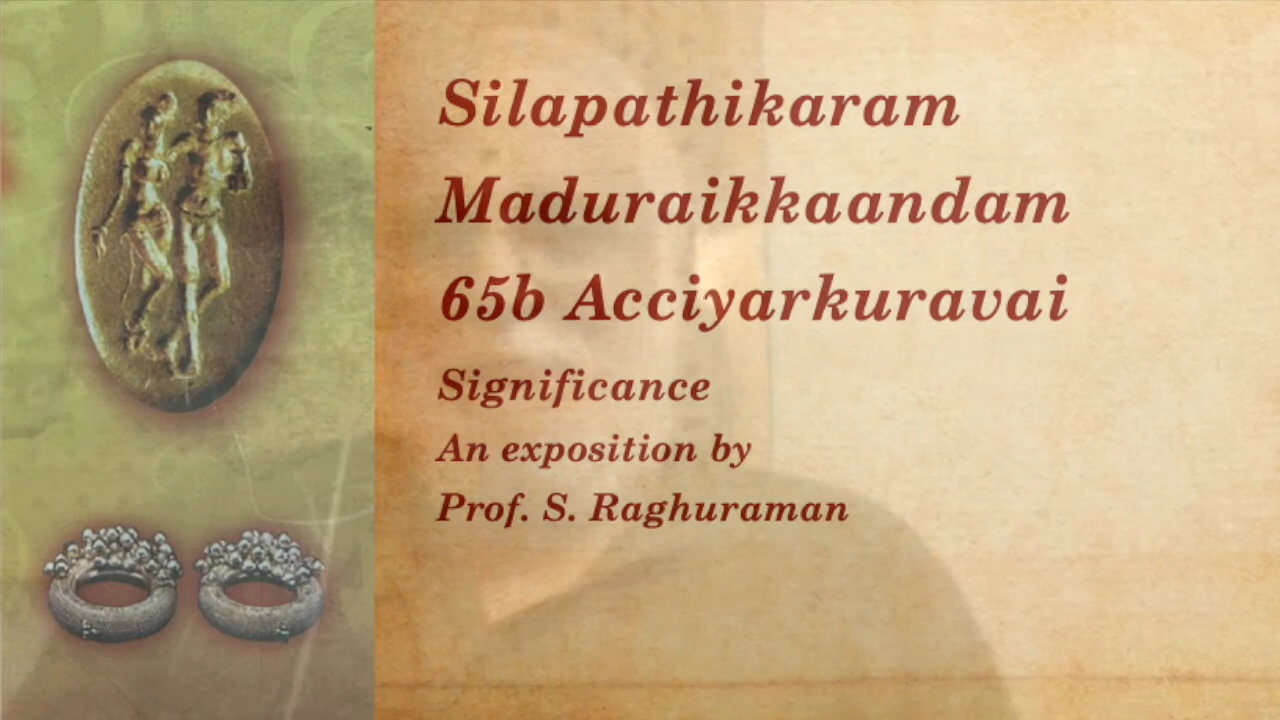 Silapathikaram
Maduraikkaandam
65b Acciyarkuravai
Significance
An exposition by
Prof. S. Raghuraman